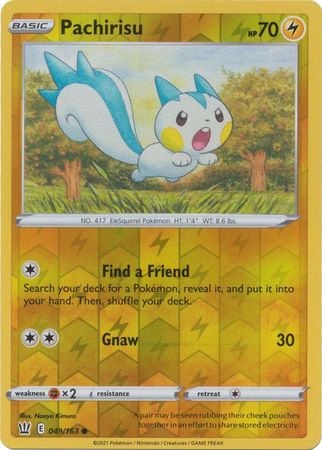 BASIC Pachirisu HP 70
NO. 417 EleSquirrel Pokémon HT: 1'4" WT: 8.6 lbs.
Find a Friend
Search your deck for a Pokémon, reveal it, and put it into
your hand. Then, shuffle your deck.
Gnaw 30
weakness ×2 resistance retreat
Illus. Naoyo Kimura
A pair may be seen rubbing their cheek pouches
together in an effort to share stored electricity.
E 049/163
©2021 Pokémon / Nintendo / Creatures / GAME FREAK